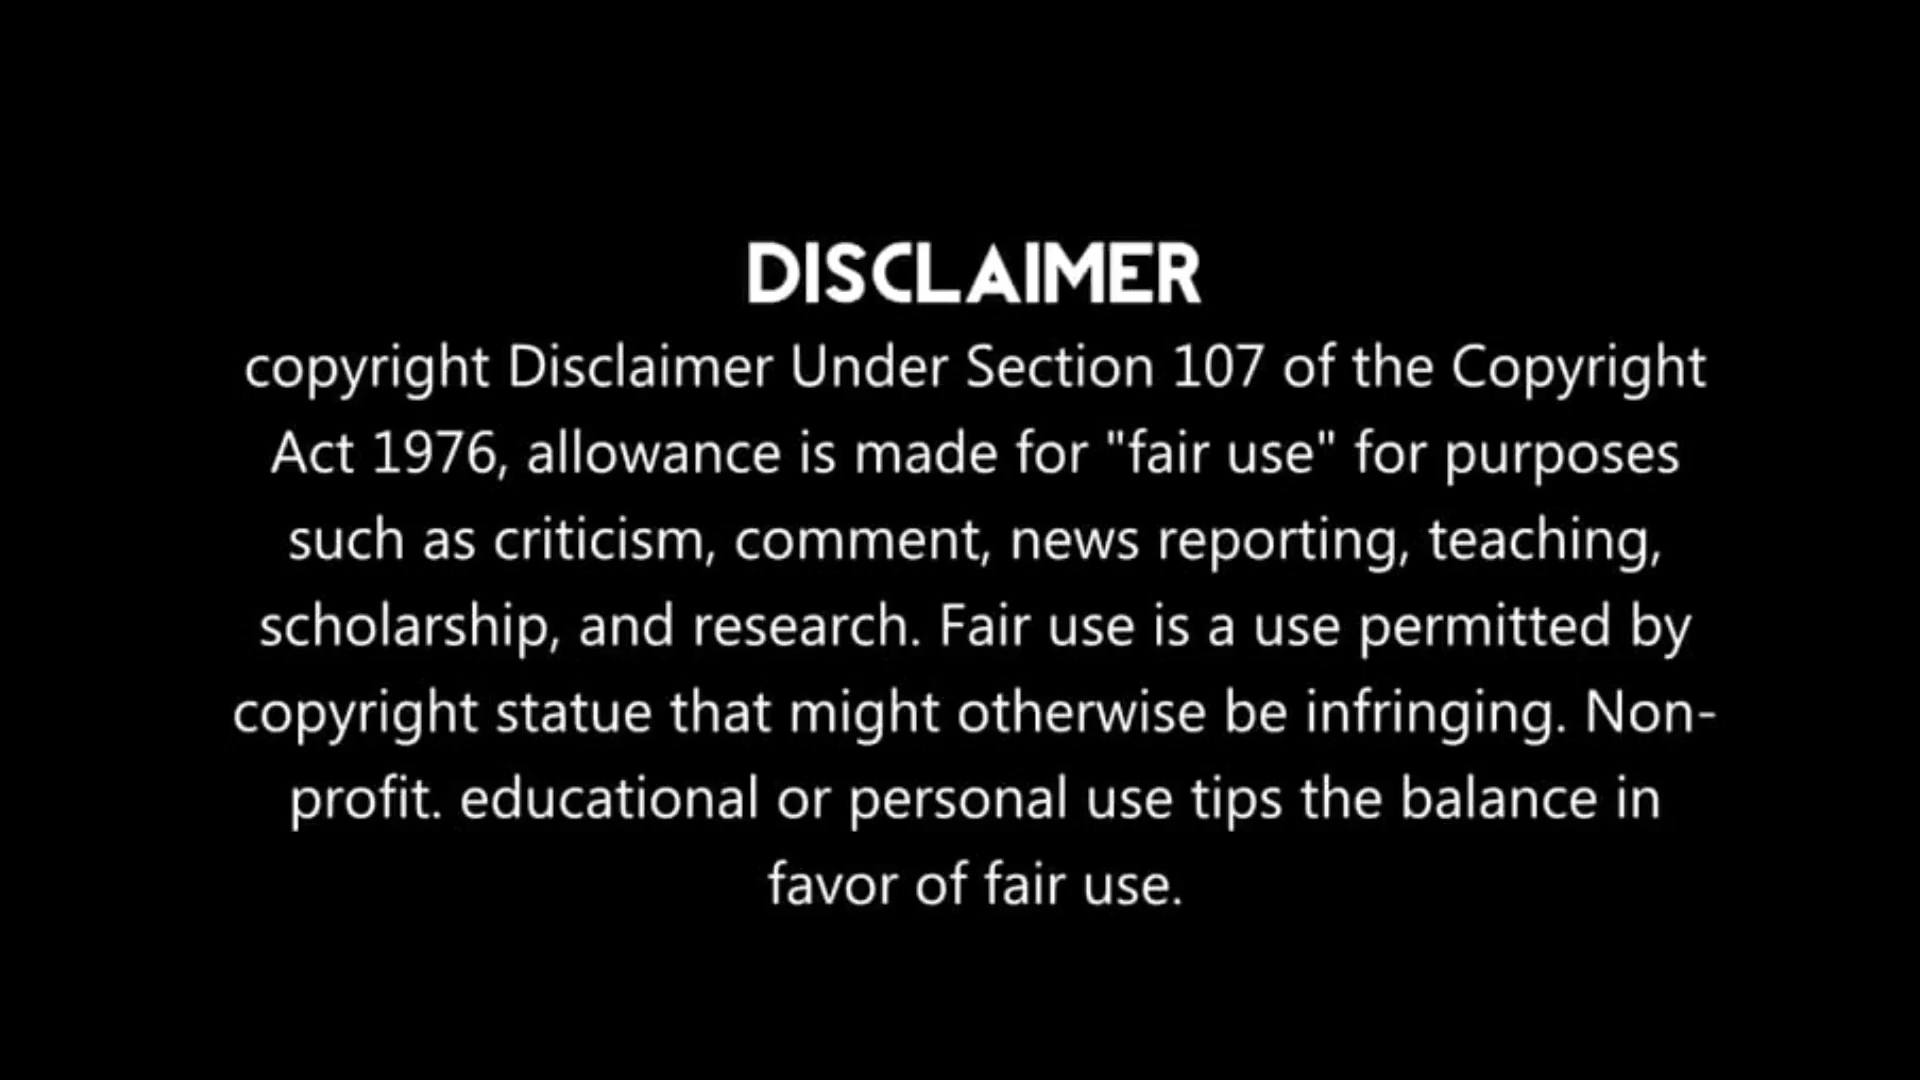 DISCLAIMER
copyright Disclaimer Under Section 107 of the Copyright
Act 1976, allowance is made for "fair use" for purposes
such as criticism, comment, news reporting, teaching,
scholarship, and research. Fair use is a use permitted by
copyright statue that might otherwise be infringing. Non-
profit. educational or personal use tips the balance in
favor of fair use.